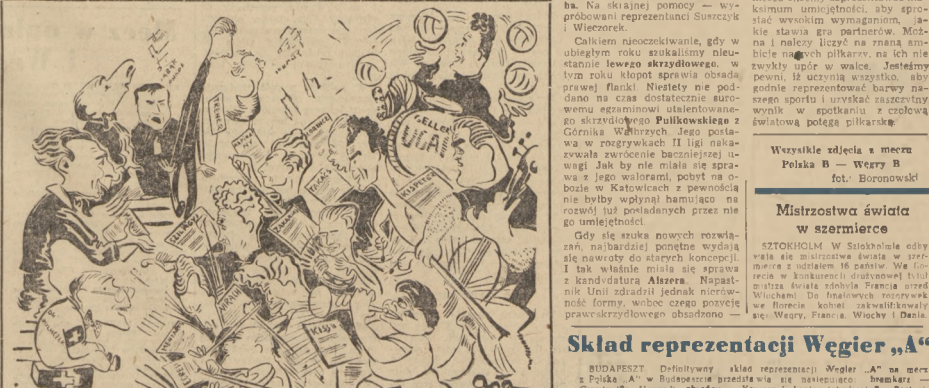 ha. Na skrajnej pomocy — wy-
próbowani reprezentanci Suszczyk
i Wieczorek.
Całkiem nieoczekiwanie, gdy w
ubiegłym roku szukaliśmy nieu-
stannie lewego skrzydłowego, w
tym roku kłopot sprawia obsada
prawej flanki. Niestety nie pod-
dano na czas dostatecznie suro-
wemu egzaminowi utalentowane-
go skrzydłowego Pulikowskiego z
Górnika Wałbrzych. Jego posta-
wa w rozgrywkach II ligi naka-
zywała zwrócenie baczniejszej u-
wagi. Jak by nie miała się spra-
wa z jego walorami, pobyt na o-
bozie w Katowicach z pewnością
nie byłby wpłynął hamująco na
rozwój już posiadanych przez nie
go umiejętności.
Gdy się szuka nowych rozwią-
zań, najbardziej ponętne wydają
się nawroty do starych koncepcji.
I tak właśnie miała się sprawa
z kandydaturą Alszera. Napast-
nik Unii zdradził jednak nierów-
ność formy, wobec czego pozycję
prawoskrzydłowego obsadzono —
ksimum umiejętności, aby spro-
stać wysokim wymaganiom, ja-
kie stawia gra partnerów. Moż-
na i należy liczyć na znaną am-
bicję naszych piłkarzy, na ich nie
zwykły upór w walce. Jesteśmy
pewni, iż uczynią wszystko, aby
godnie reprezentować barwy na-
szego sportu i uzyskać zaszczytny
wynik w spotkaniu z czołową
światową potęgą piłkarską.
Wszystkie zdjęcia z meczu
Polska B — Węgry B
fot. Boronowski
Mistrzostwa świata
w szermierce
SZTOKHOLM W Sztokholmie odby
wają się mistrzostwa świata w szer-
mierce z udziałem 16 państw. We flo-
recie w konkurencji drużynowej tytuł
mistrza świata zdobyła Francja przed
Włochami. Do finałowych rozgrywek
we florecie kobiet zakwalifikowały
się: Węgry, Francja, Włochy i Dania.
Skład reprezentacji Węgier „A"
BUDAPESZT. Definitywny skład reprezentacji Węgier „A" na mecz
z Polską „A" w Budapeszcie przedstawia się następująco: bramkarz —
GELLER
KISPEST